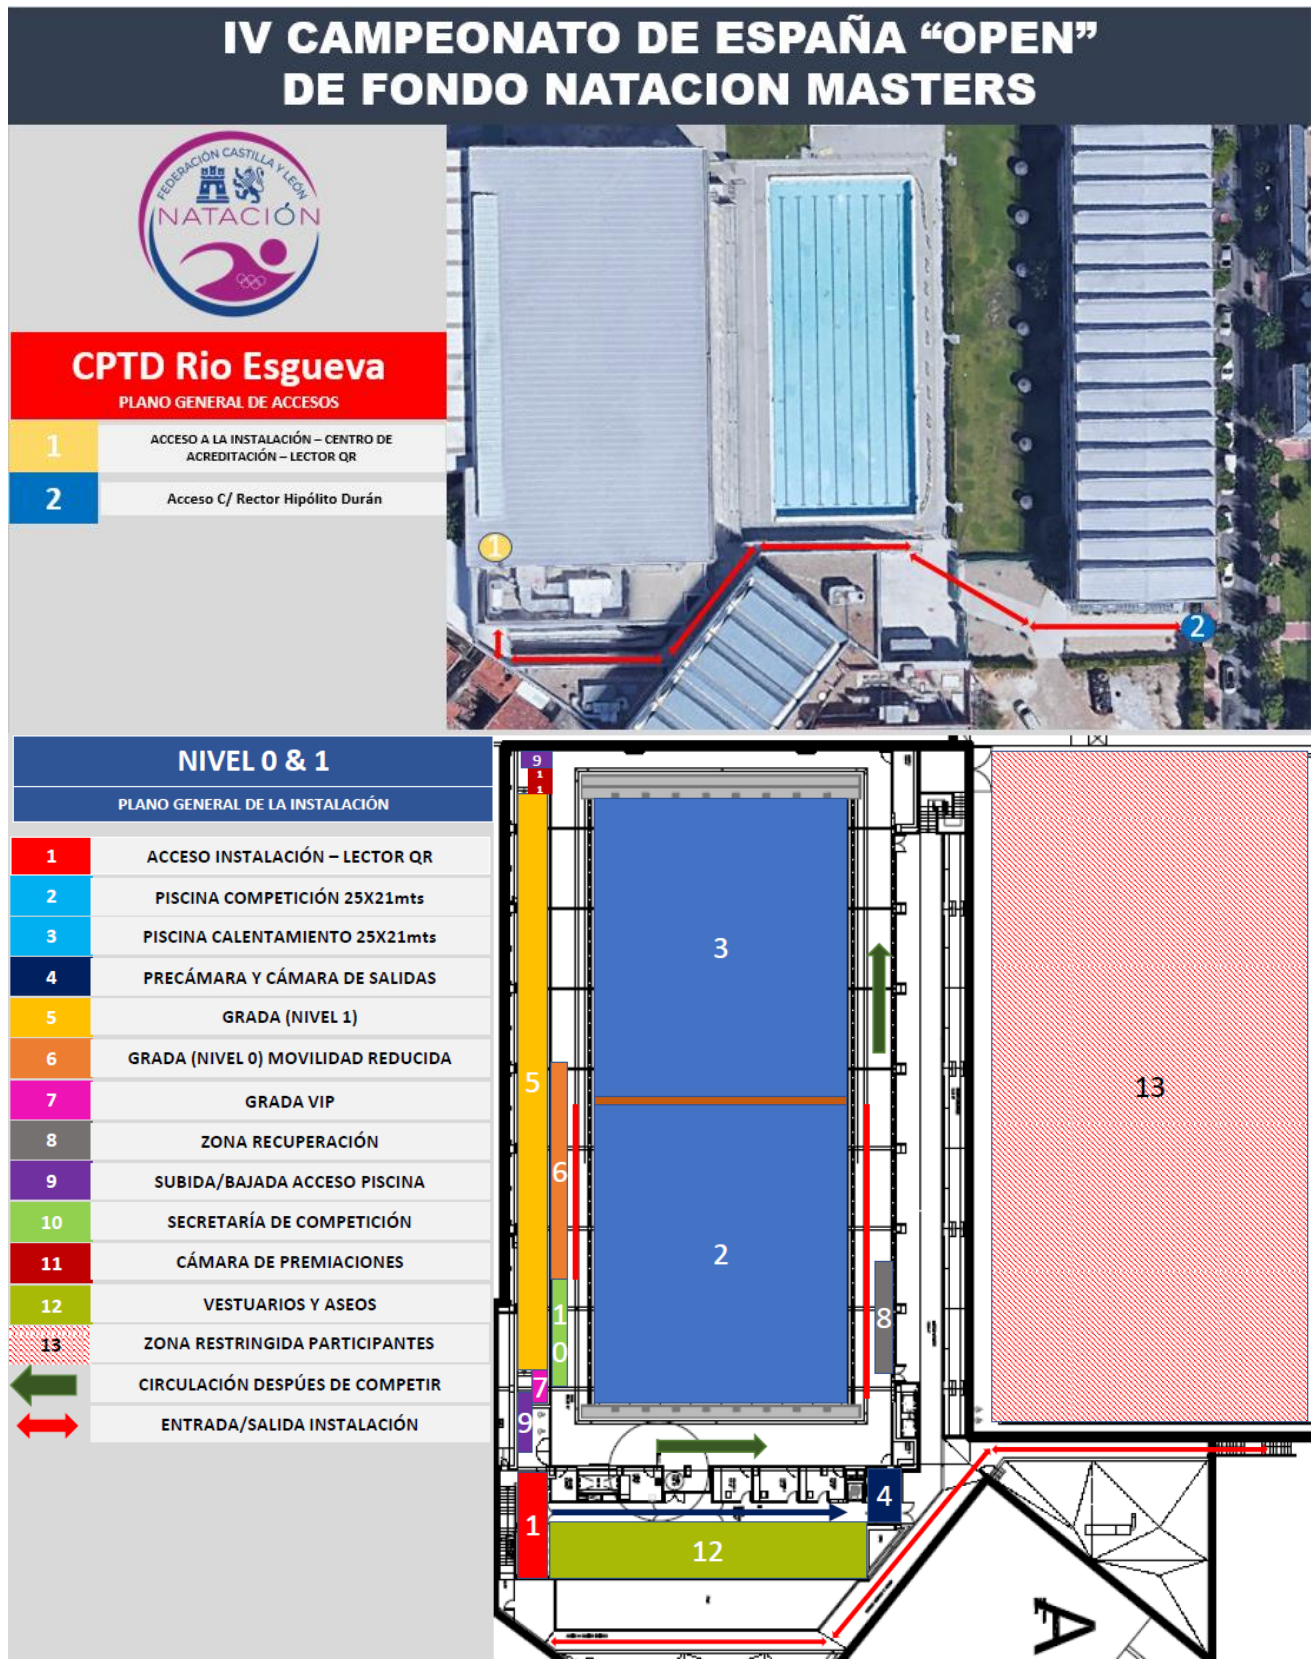 IV CAMPEONATO DE ESPAÑA “OPEN”
DE FONDO NATACION MASTERS
FEDERACIÓN CASTILLA Y LEÓN
NATACIÓN
CPTD Rio Esgueva
PLANO GENERAL DE ACCESOS
1 ACCESO A LA INSTALACIÓN – CENTRO DE
ACREDITACIÓN – LECTOR QR
2 Acceso C/ Rector Hipólito Durán
1
2
NIVEL 0 & 1
PLANO GENERAL DE LA INSTALACIÓN
1 ACCESO INSTALACIÓN – LECTOR QR
2 PISCINA COMPETICIÓN 25X21mts
3 PISCINA CALENTAMIENTO 25X21mts
4 PRECÁMARA Y CÁMARA DE SALIDAS
5 GRADA (NIVEL 1)
6 GRADA (NIVEL 0) MOVILIDAD REDUCIDA
7 GRADA VIP
8 ZONA RECUPERACIÓN
9 SUBIDA/BAJADA ACCESO PISCINA
10 SECRETARÍA DE COMPETICIÓN
11 CÁMARA DE PREMIACIONES
12 VESTUARIOS Y ASEOS
13 ZONA RESTRINGIDA PARTICIPANTES
CIRCULACIÓN DESPÚES DE COMPETIR
ENTRADA/SALIDA INSTALACIÓN
9
1
1
3
5
13
6
2
1
0
8
7
9
4
1
12
A